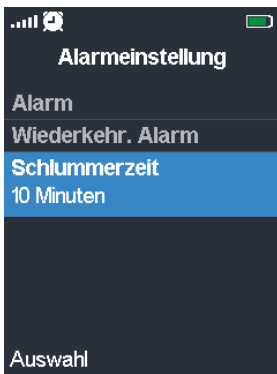 Alarmeinstellung
Alarm
Wiederkehr. Alarm
Schlummerzeit
10 Minuten
Auswahl